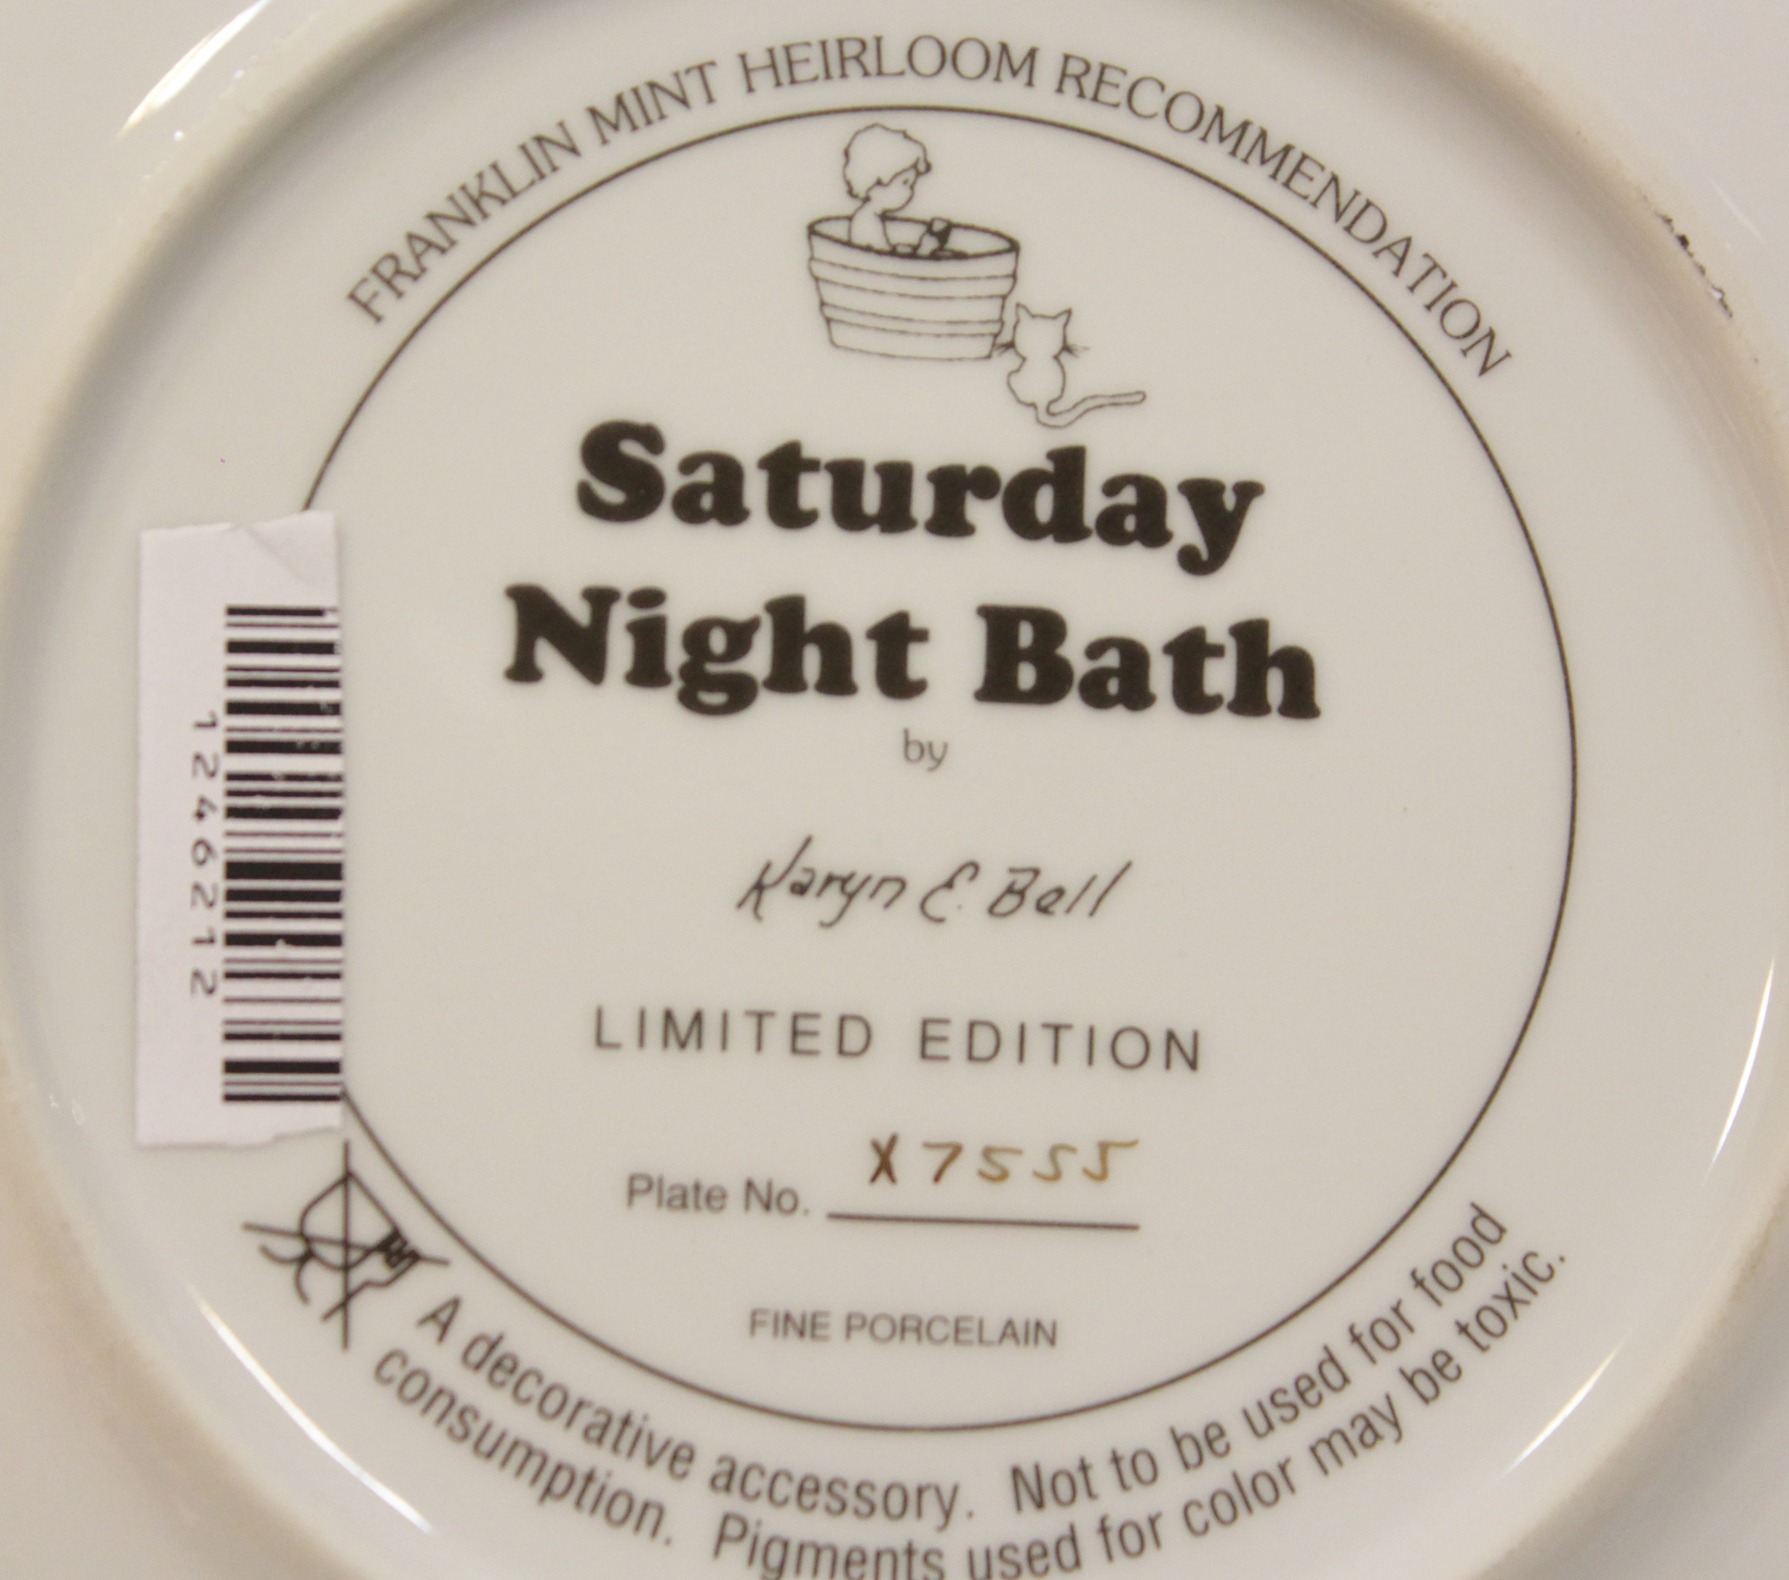 FRANKLIN MINT HEIRLOOM RECOMMENDATION
Saturday
Night Bath
by
Karyn E. Bell
LIMITED EDITION
Plate No. X7555
FINE PORCELAIN
A decorative accessory. Not to be used for food
consumption. Pigments used for color may be toxic.
1246212